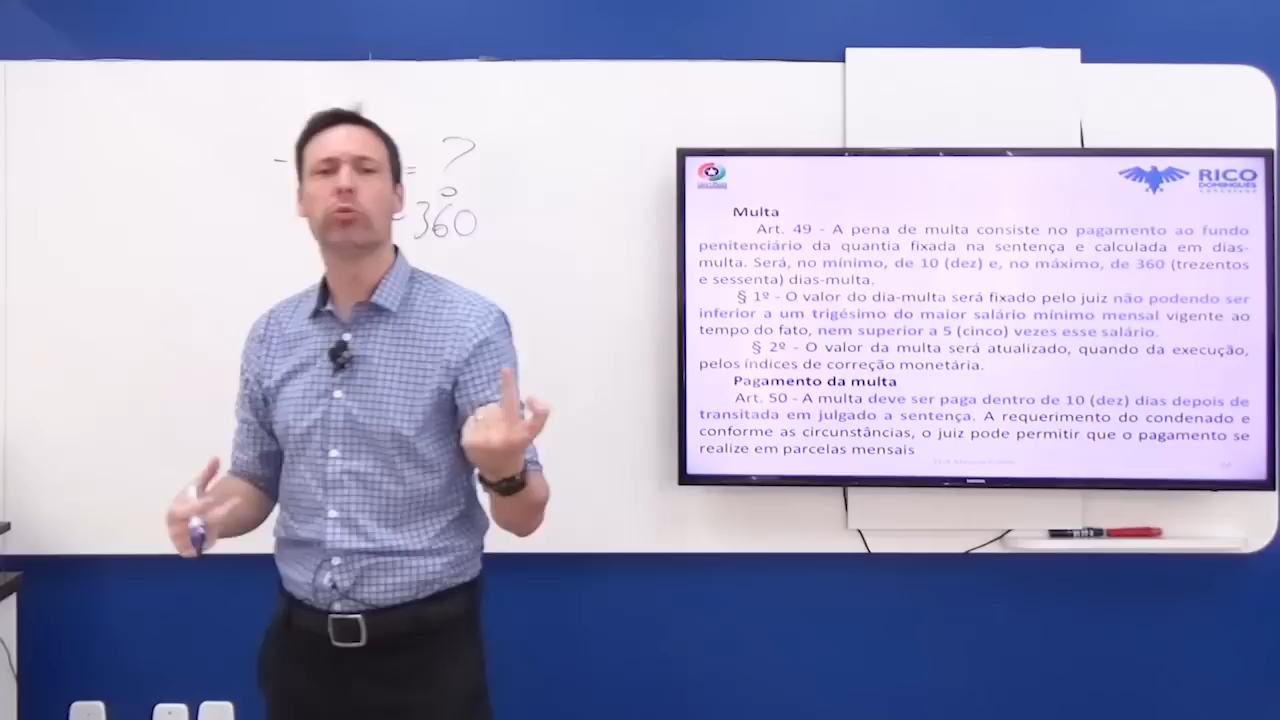 = ?
360
RICO
DOMINGUES
Multa
Art. 49 - A pena de multa consiste no pagamento ao fundo
penitenciário da quantia fixada na sentença e calculada em dias-
multa. Será, no mínimo, de 10 (dez) e, no máximo, de 360 (trezentos
e sessenta) dias-multa.
§ 1º - O valor do dia-multa será fixado pelo juiz não podendo ser
inferior a um trigésimo do maior salário mínimo mensal vigente ao
tempo do fato, nem superior a 5 (cinco) vezes esse salário.
§ 2º - O valor da multa será atualizado, quando da execução,
pelos índices de correção monetária.
Pagamento da multa
Art. 50 - A multa deve ser paga dentro de 10 (dez) dias depois de
transitada em julgado a sentença. A requerimento do condenado e
conforme as circunstâncias, o juiz pode permitir que o pagamento se
realize em parcelas mensais